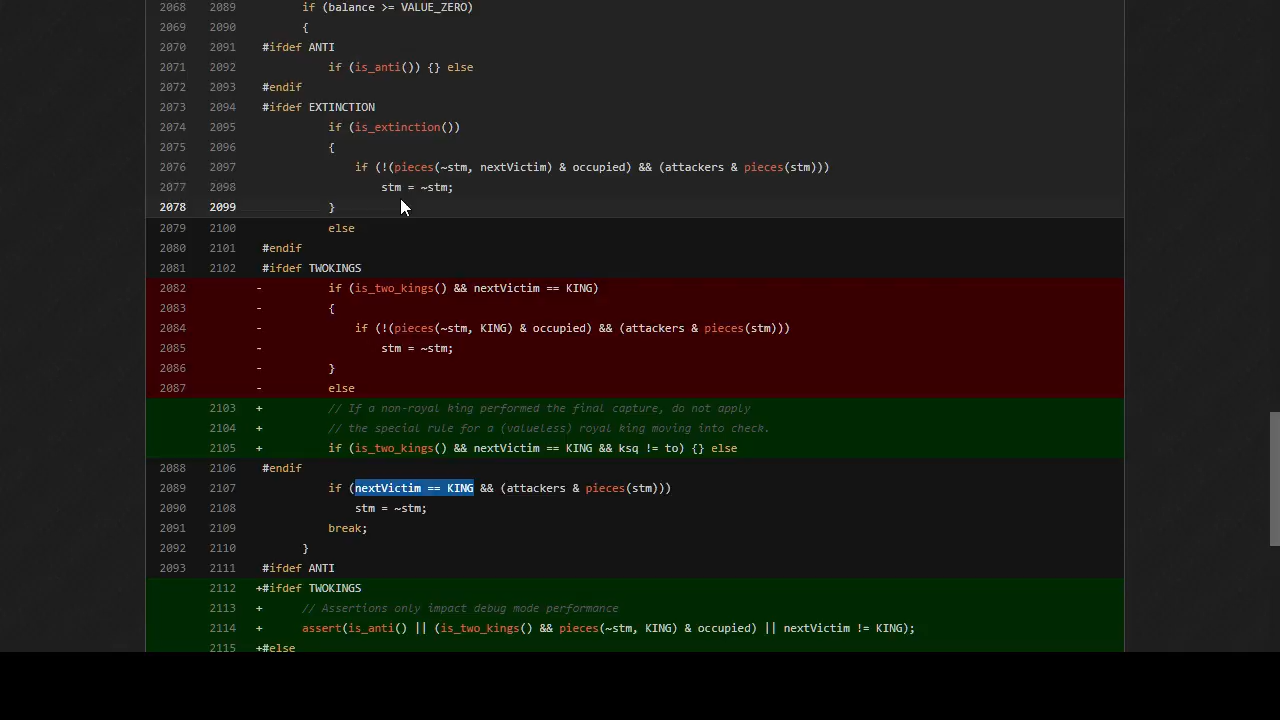 2068 2089 if (balance >= VALUE_ZERO)
2069 2090 {
2070 2091 #ifdef ANTI
2071 2092 if (is_anti()) {} else
2072 2093 #endif
2073 2094 #ifdef EXTINCTION
2074 2095 if (is_extinction())
2075 2096 {
2076 2097 if (!(pieces(~stm, nextVictim) & occupied) && (attackers & pieces(stm)))
2077 2098 stm = ~stm;
2078 2099 }
2079 2100 else
2080 2101 #endif
2081 2102 #ifdef TWOKINGS
2082 - if (is_two_kings() && nextVictim == KING)
2083 - {
2084 - if (!(pieces(~stm, KING) & occupied) && (attackers & pieces(stm)))
2085 - stm = ~stm;
2086 - }
2087 - else
2103 + // If a non-royal king performed the final capture, do not apply
2104 + // the special rule for a (valueless) royal king moving into check.
2105 + if (is_two_kings() && nextVictim == KING && ksq != to) {} else
2088 2106 #endif
2089 2107 if (nextVictim == KING && (attackers & pieces(stm)))
2090 2108 stm = ~stm;
2091 2109 break;
2092 2110 }
2093 2111 #ifdef ANTI
2112 +#ifdef TWOKINGS
2113 + // Assertions only impact debug mode performance
2114 + assert(is_anti() || (is_two_kings() && pieces(~stm, KING) & occupied) || nextVictim != KING);
2115 +#else